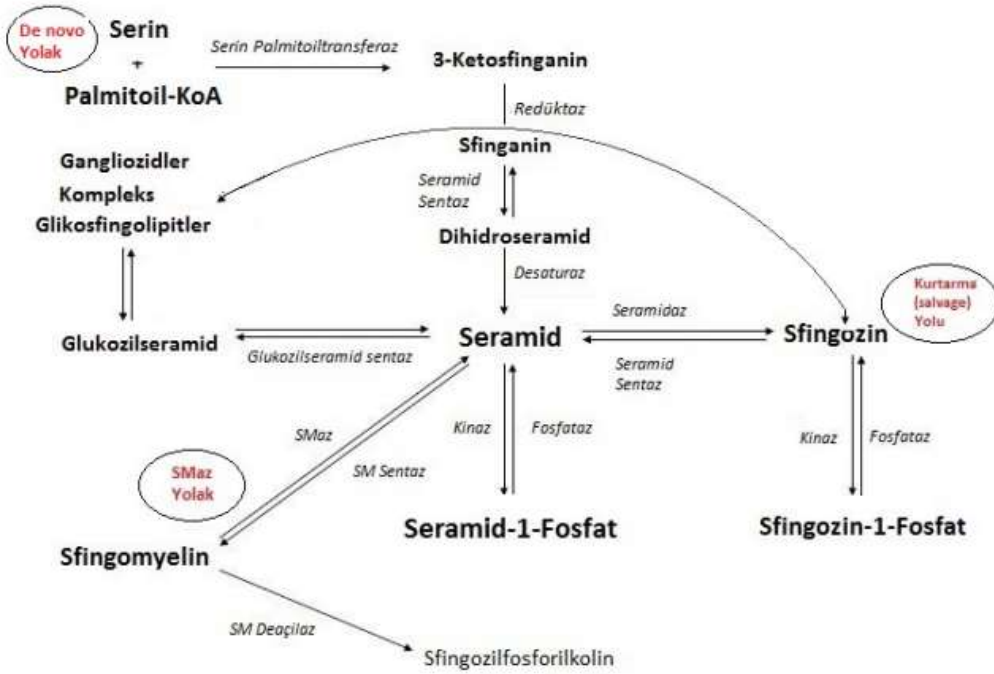 De novo
Yolak
Serin
+
Palmitoil-KoA
Serin Palmitoiltransferaz
3-Ketosfinganin
Redüktaz
Sfinganin
Gangliozidler
Kompleks
Glikosfingolipitler
Seramid
Sentaz
Dihidroseramid
Desaturaz
Kurtarma
(salvage)
Yolu
Glukozilseramid
Glukozilseramid sentaz
Seramid
Seramidaz
Seramid
Sentaz
Sfingozin
SMaz
SM Sentaz
Kinaz
Fosfataz
Kinaz
Fosfataz
SMaz
Yolak
Sfingomyelin
Seramid-1-Fosfat
Sfingozin-1-Fosfat
SM Deaçilaz
Sfingozilfosforilkolin